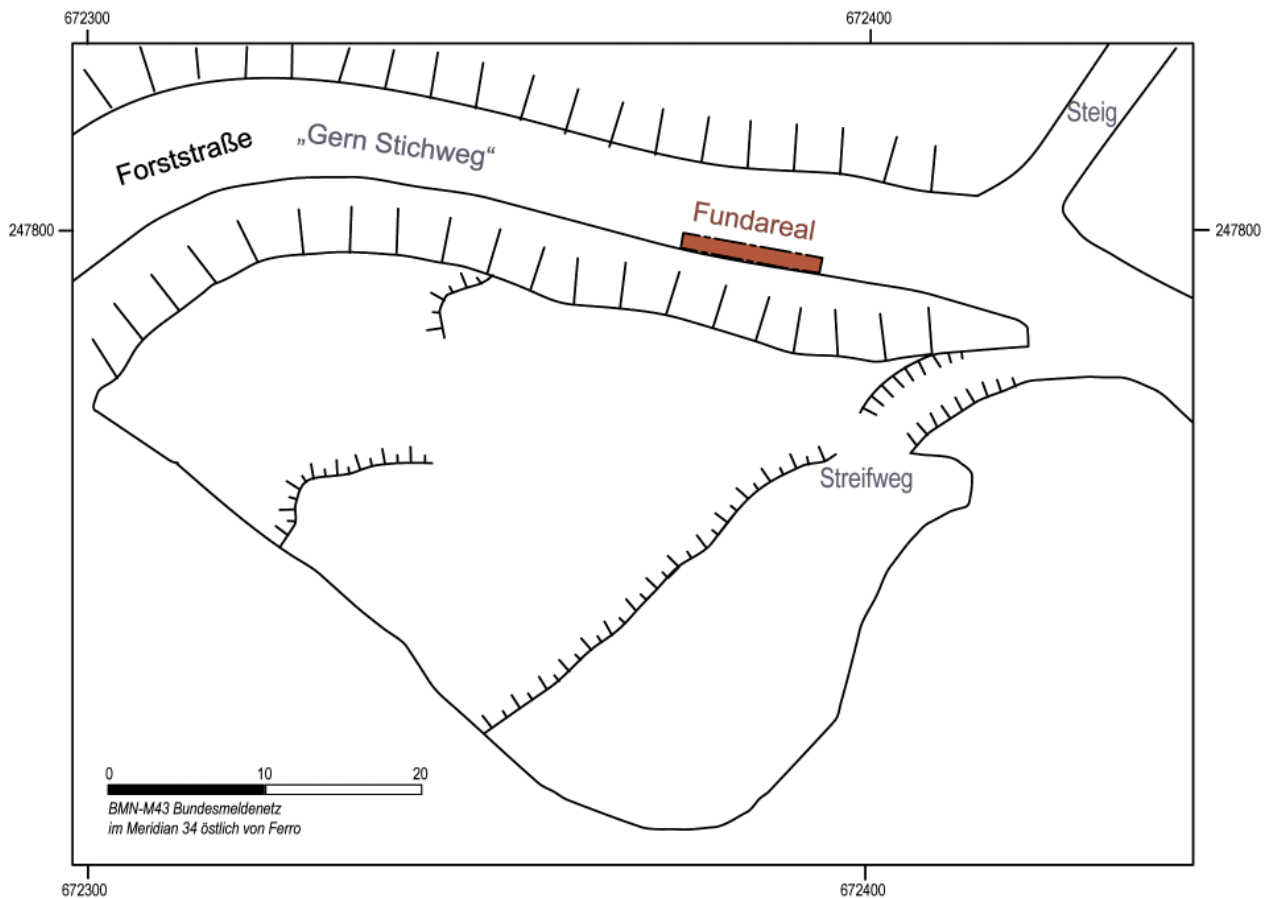 672300
672400
Steig
Forststraße
„Gern Stichweg“
Fundareal
247800
247800
Streifweg
0
10
20
BMN-M43 Bundesmeldenetz
im Meridian 34 östlich von Ferro
672300
672400